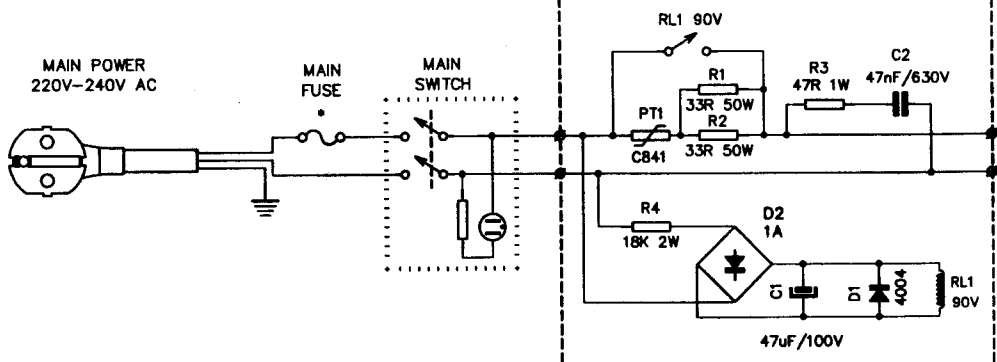 MAIN POWER
220V-240V AC
MAIN
FUSE
*
MAIN
SWITCH
RL1 90V
R1
33R 50W
PT1
C841
R2
33R 50W
R3
47R 1W
C2
47nF/630V
R4
18K 2W
D2
1A
C1
47uF/100V
D1
4004
RL1
90V